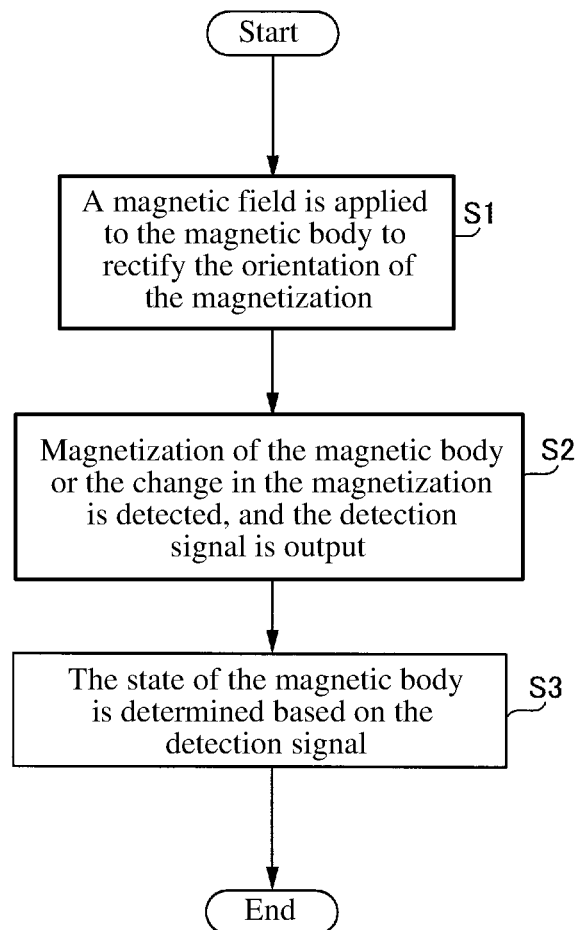 Start
A magnetic field is applied
to the magnetic body to
rectify the orientation of
the magnetization
S1
Magnetization of the magnetic body
or the change in the magnetization
is detected, and the detection
signal is output
S2
The state of the magnetic body
is determined based on the
detection signal
S3
End